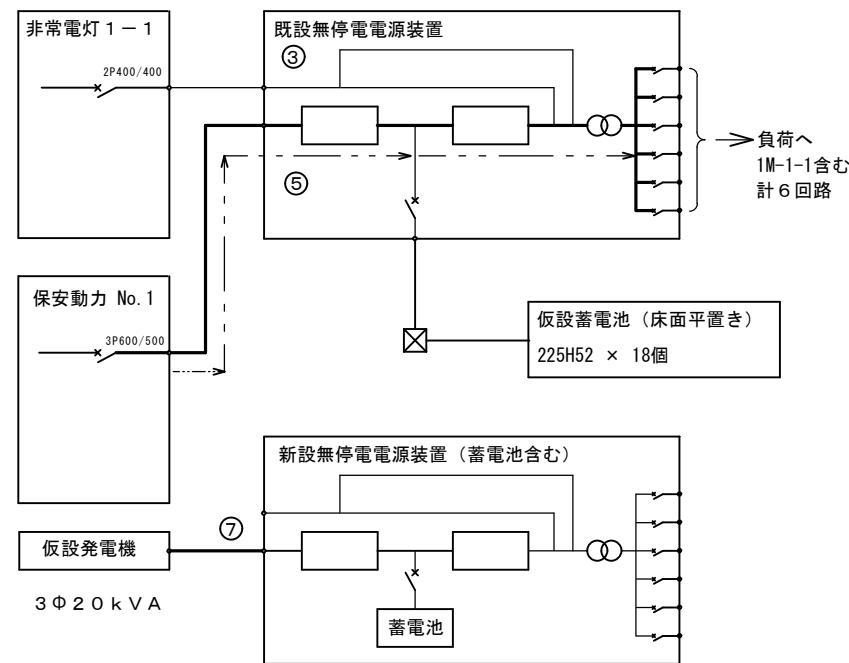 非常電灯１－１
2P400/400
既設無停電電源装置
③
⑤
負荷へ
1M-1-1含む
計６回路
保安動力 No.1
3P600/500
仮設蓄電池（床面平置き）
225H52 × 18個
新設無停電電源装置（蓄電池含む）
⑦
仮設発電機
３Φ２０ｋＶＡ
蓄電池